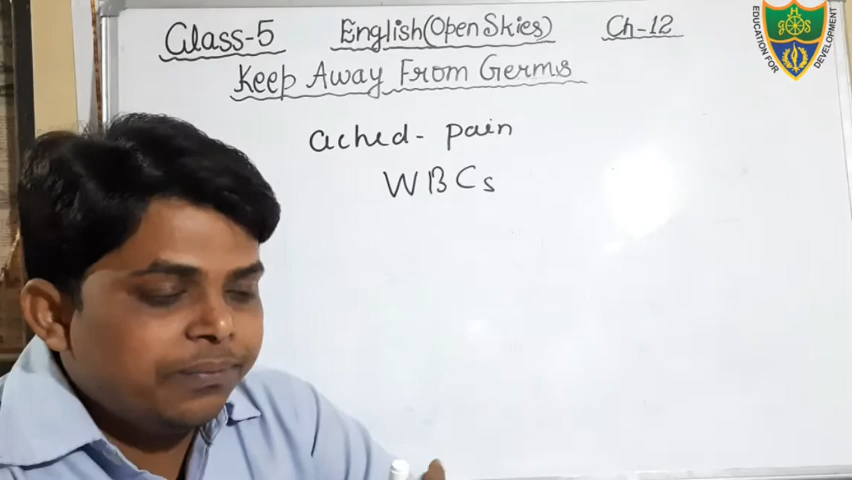 Class-5 English(Open Skies) Ch-12
Keep Away From Germs
ached - pain
WBCs
EDUCATION FOR DEVELOPMENT
H
G S